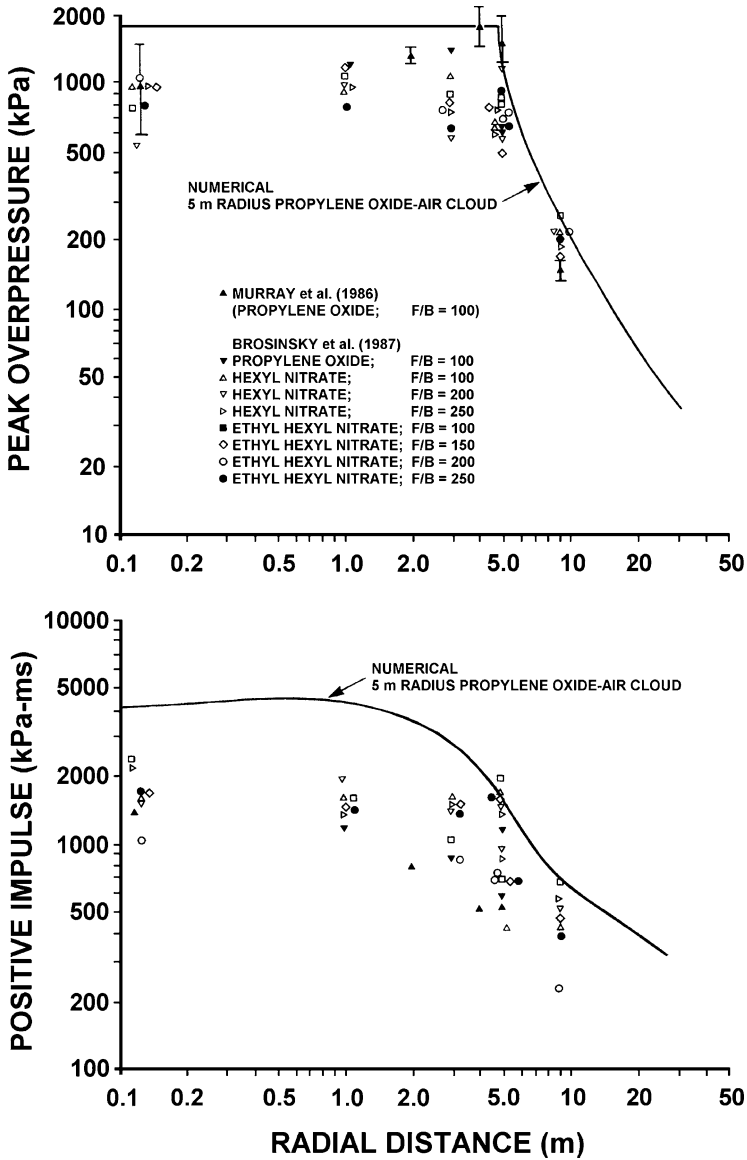 PEAK OVERPRESSURE (kPa)
2000
1000
500
200
100
50
20
10
NUMERICAL
5 m RADIUS PROPYLENE OXIDE-AIR CLOUD
MURRAY et al. (1986)
(PROPYLENE OXIDE; F/B = 100)
BROSINSKY et al. (1987)
PROPYLENE OXIDE; F/B = 100
HEXYL NITRATE; F/B = 100
HEXYL NITRATE; F/B = 200
HEXYL NITRATE; F/B = 250
ETHYL HEXYL NITRATE; F/B = 100
ETHYL HEXYL NITRATE; F/B = 150
ETHYL HEXYL NITRATE; F/B = 200
ETHYL HEXYL NITRATE; F/B = 250
0.1 0.2 0.5 1.0 2.0 5.0 10 20 50
POSITIVE IMPULSE (kPa-ms)
10000
5000
2000
1000
500
200
100
NUMERICAL
5 m RADIUS PROPYLENE OXIDE-AIR CLOUD
0.1 0.2 0.5 1.0 2.0 5.0 10 20 50
RADIAL DISTANCE (m)